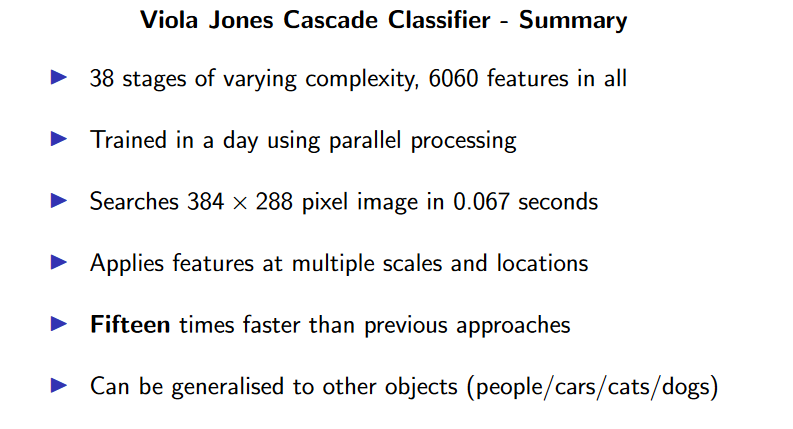 Viola Jones Cascade Classifier - Summary
▶ 38 stages of varying complexity, 6060 features in all
▶ Trained in a day using parallel processing
▶ Searches 384 × 288 pixel image in 0.067 seconds
▶ Applies features at multiple scales and locations
▶ Fifteen times faster than previous approaches
▶ Can be generalised to other objects (people/cars/cats/dogs)